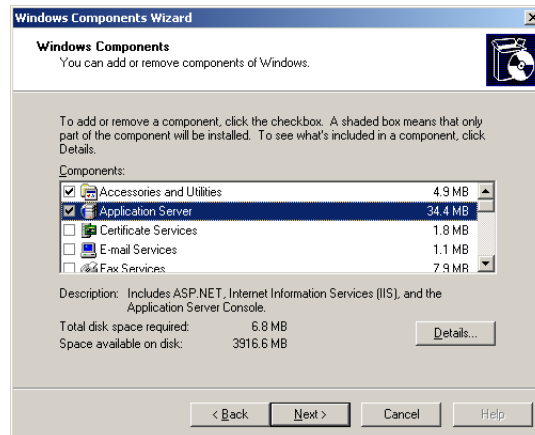 Windows Components Wizard
Windows Components
You can add or remove components of Windows.
To add or remove a component, click the checkbox. A shaded box means that only
part of the component will be installed. To see what's included in a component, click
Details.
Components:
Accessories and Utilities 4.9 MB
Application Server 34.4 MB
Certificate Services 1.8 MB
E-mail Services 1.1 MB
Fax Services 7.9 MB
Description: Includes ASP.NET, Internet Information Services (IIS), and the
Application Server Console.
Total disk space required: 6.8 MB
Space available on disk: 3916.6 MB
Details...
< Back Next > Cancel Help